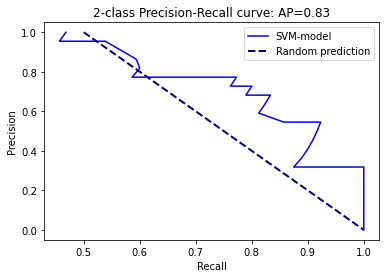 2-class Precision-Recall curve: AP=0.83
SVM-model
Random prediction
Precision
1.0
0.8
0.6
0.4
0.2
0.0
0.5 0.6 0.7 0.8 0.9 1.0
Recall